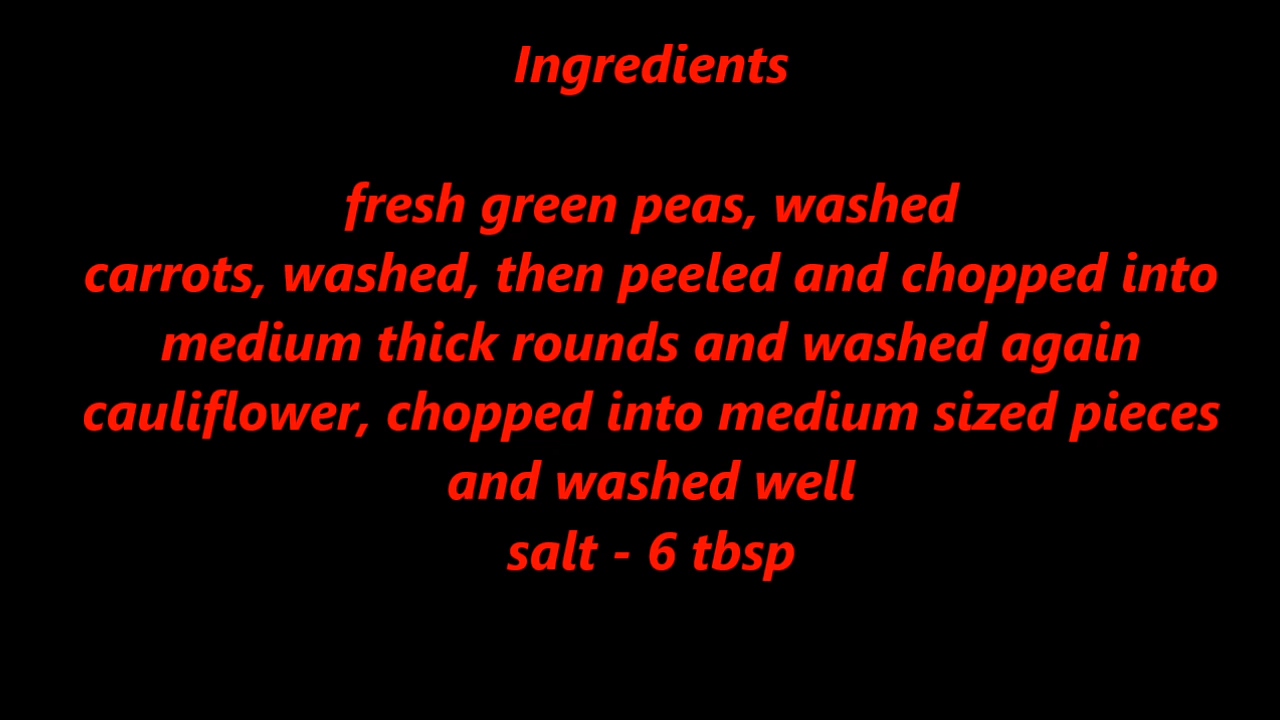 Ingredients
fresh green peas, washed
carrots, washed, then peeled and chopped into
medium thick rounds and washed again
cauliflower, chopped into medium sized pieces
and washed well
salt - 6 tbsp